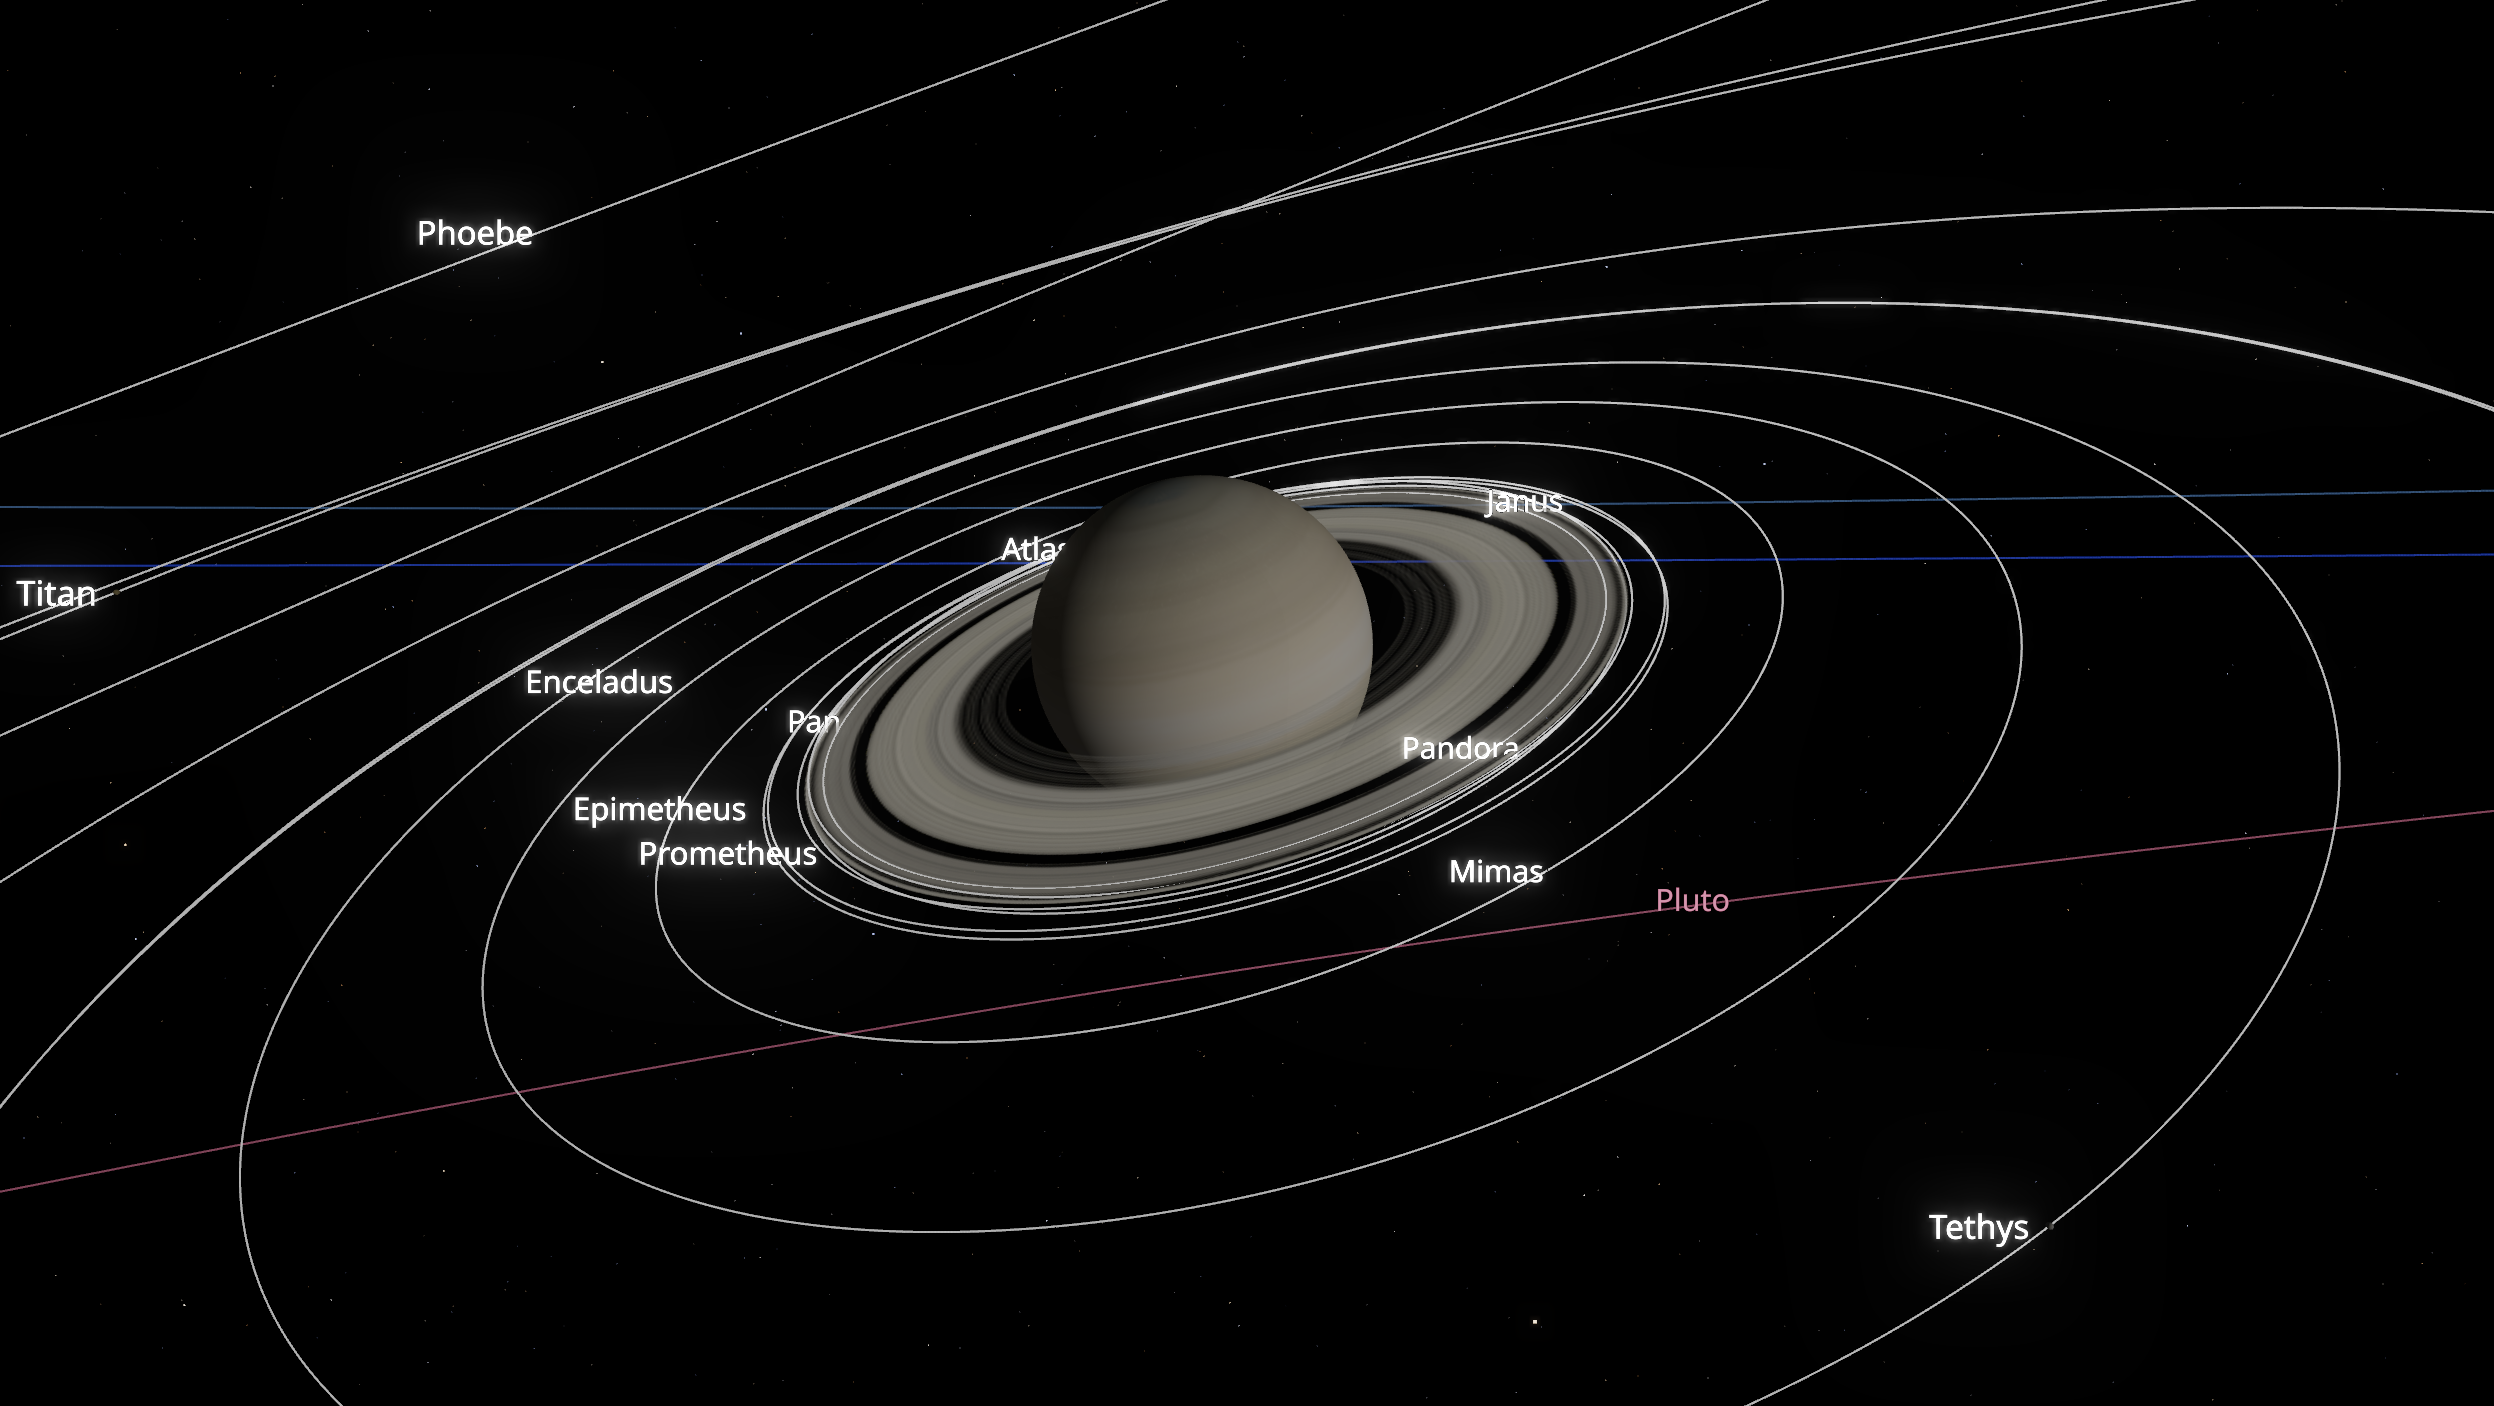 Phoebe
Janus
Atlas
Titan
Enceladus
Pan
Pandora
Epimetheus
Prometheus
Mimas
Pluto
Tethys